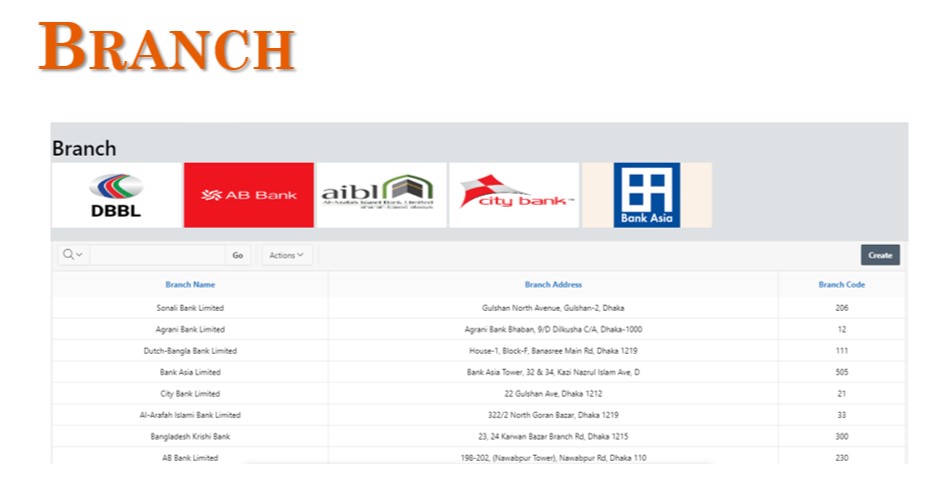 BRANCH
Branch
DBBL
AB Bank
aibl
Al-Arafah Islami Bank Limited
city bank
Bank Asia
Go Actions Create
Branch Name Branch Address Branch Code
Sonali Bank Limited Gulshan North Avenue, Gulshan-2, Dhaka 206
Agrani Bank Limited Agrani Bank Bhaban, 9/D Dilkusha C/A, Dhaka-1000 12
Dutch-Bangla Bank Limited House-1, Block-F, Banasree Main Rd, Dhaka 1219 111
Bank Asia Limited Bank Asia Tower, 32 & 34, Kazi Nazrul Islam Ave, D 505
City Bank Limited 22 Gulshan Ave, Dhaka 1212 21
Al-Arafah Islami Bank Limited 322/2 North Goran Bazar, Dhaka 1219 33
Bangladesh Krishi Bank 23, 24 Karwan Bazar Branch Rd, Dhaka 1215 300
AB Bank Limited 198-202, (Nawabpur Tower), Nawabpur Rd, Dhaka 110 230